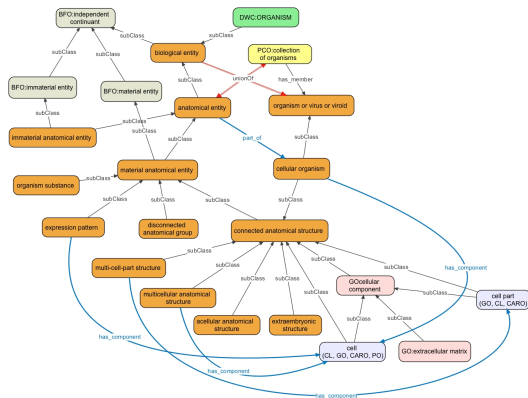 BFO:independent
continuant
DWC:ORGANISM
subClass
subClass
biological entity
PCO:collection
of organisms
subClass
subClass
subClass
unionOf
has_member
BFO:immaterial entity
BFO:material entity
anatomical entity
organism or virus or viroid
subClass
immaterial anatomical entity
subClass
subClass
subClass
part_of
subClass
material anatomical entity
cellular organism
organism substance
subClass
subClass
subClass
subClass
subClass
expression pattern
disconnected
anatomical group
connected anatomical structure
subClass
multi-cell-part structure
subClass
subClass
subClass
has_component
subClass
subClass
subClass
multicellular anatomical
structure
GOcellular
component
subClass
cell part
(GO, CL, CARO)
acellular anatomical
structure
extraembryonic
structure
subClass
subClass
has_component
cell
(CL, GO, CARO, PO)
GO:extracellular matrix
has_component
has_component